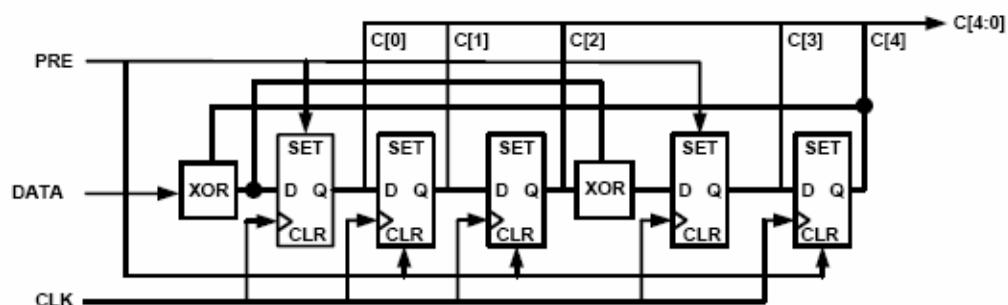 C[4:0]
C[0] C[1] C[2] C[3] C[4]
PRE
SET SET SET SET SET
DATA XOR D Q D Q D Q XOR D Q D Q
CLR CLR CLR CLR CLR
CLK